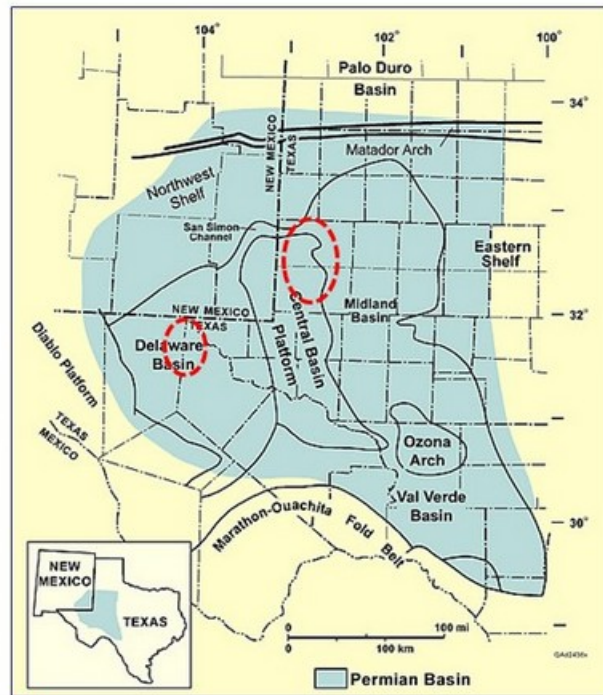 104°
102°
100°
Palo Duro
Basin
34°
NEW MEXICO
TEXAS
Matador Arch
Northwest Shelf
San Simon
Channel
Eastern
Shelf
Central Basin
Platform
Midland
Basin
NEW MEXICO
TEXAS
32°
Delaware
Basin
Diablo Platform
TEXAS
MEXICO
Ozona
Arch
Val Verde
Basin
Marathon-Ouachita Fold Belt
30°
NEW
MEXICO
TEXAS
0 100 mi
0 100 km
Permian Basin